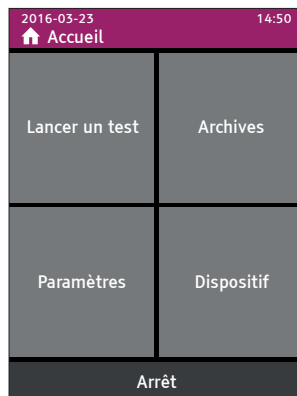 2016-03-23 14:50
Accueil
Lancer un test Archives
Paramètres Dispositif
Arrêt